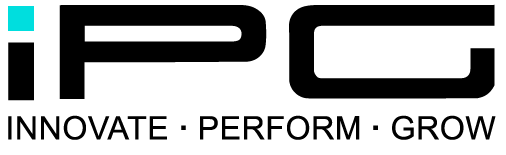 iPG
INNOVATE · PERFORM · GROW